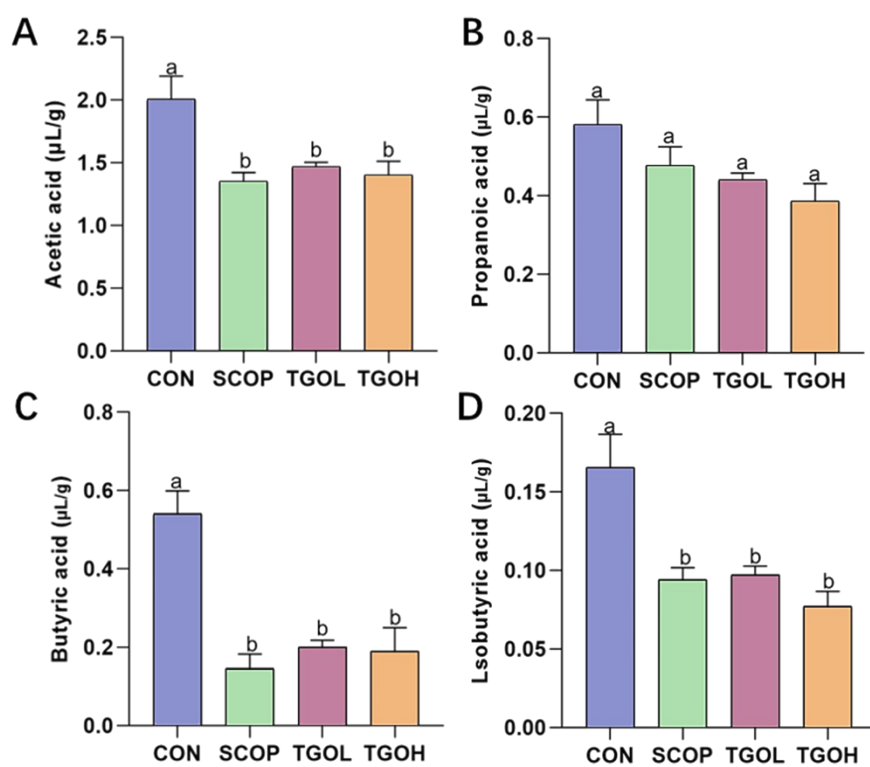 A
Acetic acid (μL/g)
2.5
2.0
1.5
1.0
0.5
0.0
a
b
b
b
CON SCOP TGOL TGOH
B
Propanoic acid (μL/g)
0.8
0.6
0.4
0.2
0.0
a
a
a
a
CON SCOP TGOL TGOH
C
Butyric acid (μL/g)
0.8
0.6
0.4
0.2
0.0
a
b
b
b
CON SCOP TGOL TGOH
D
Lsobutyric acid (μL/g)
0.20
0.15
0.10
0.05
0.00
a
b
b
b
CON SCOP TGOL TGOH